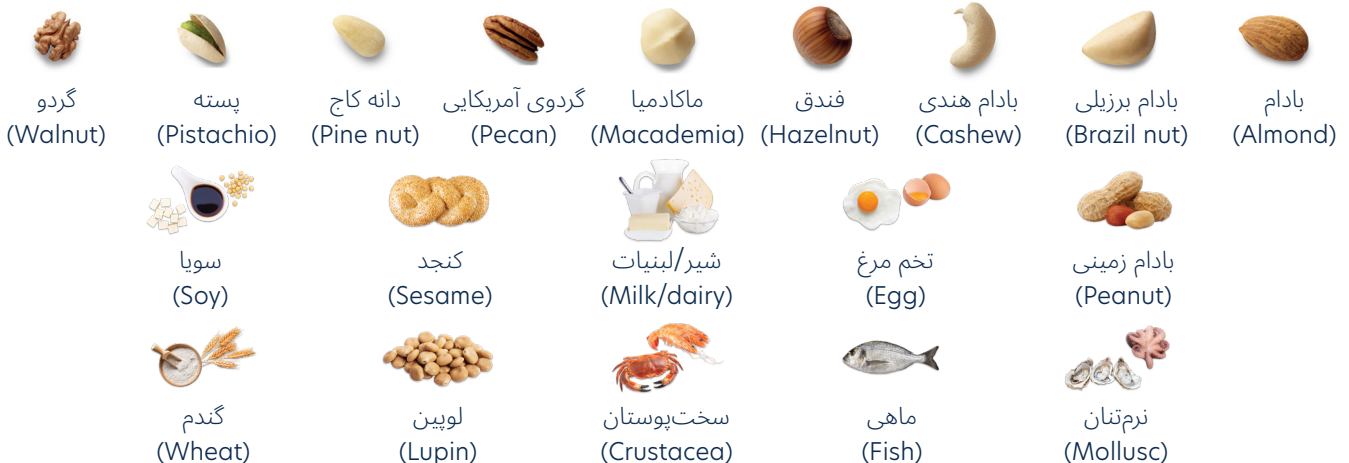 بادام
(Almond)
بادام برزیلی
(Brazil nut)
بادام هندی
(Cashew)
فندق
(Hazelnut)
ماکادمیا
(Macademia)
گردوی آمریکایی
(Pecan)
دانه کاج
(Pine nut)
پسته
(Pistachio)
گردو
(Walnut)
بادام زمینی
(Peanut)
تخم مرغ
(Egg)
شیر/لبنیات
(Milk/dairy)
کنجد
(Sesame)
سویا
(Soy)
نرم‌تنان
(Mollusc)
ماهی
(Fish)
سخت‌پوستان
(Crustacea)
لوپین
(Lupin)
گندم
(Wheat)